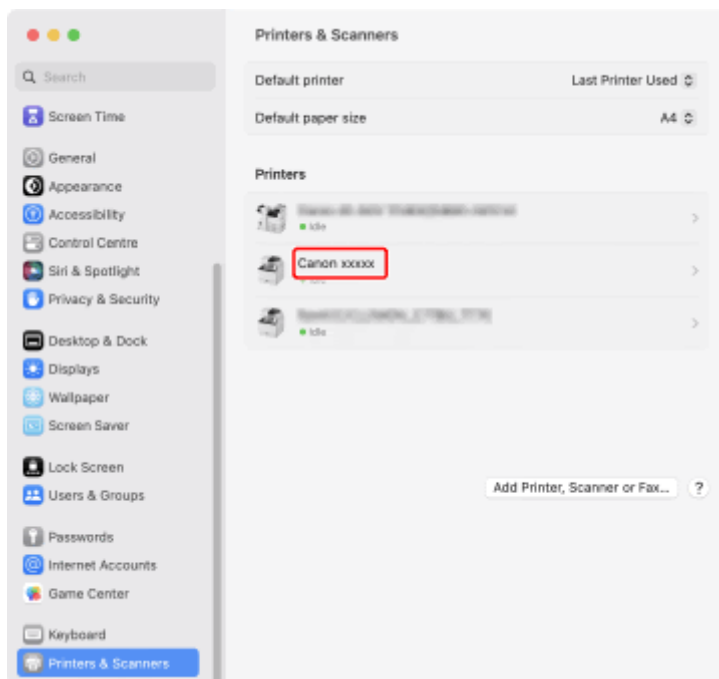 Printers & Scanners
Search
Default printer Last Printer Used
Default paper size A4
Screen Time
General
Appearance
Accessibility
Control Centre
Siri & Spotlight
Privacy & Security
Desktop & Dock
Displays
Wallpaper
Screen Saver
Lock Screen
Users & Groups
Passwords
Internet Accounts
Game Center
Keyboard
Printers & Scanners
Printers
Idle
Canon xxxxx
Idle
Add Printer, Scanner or Fax... ?